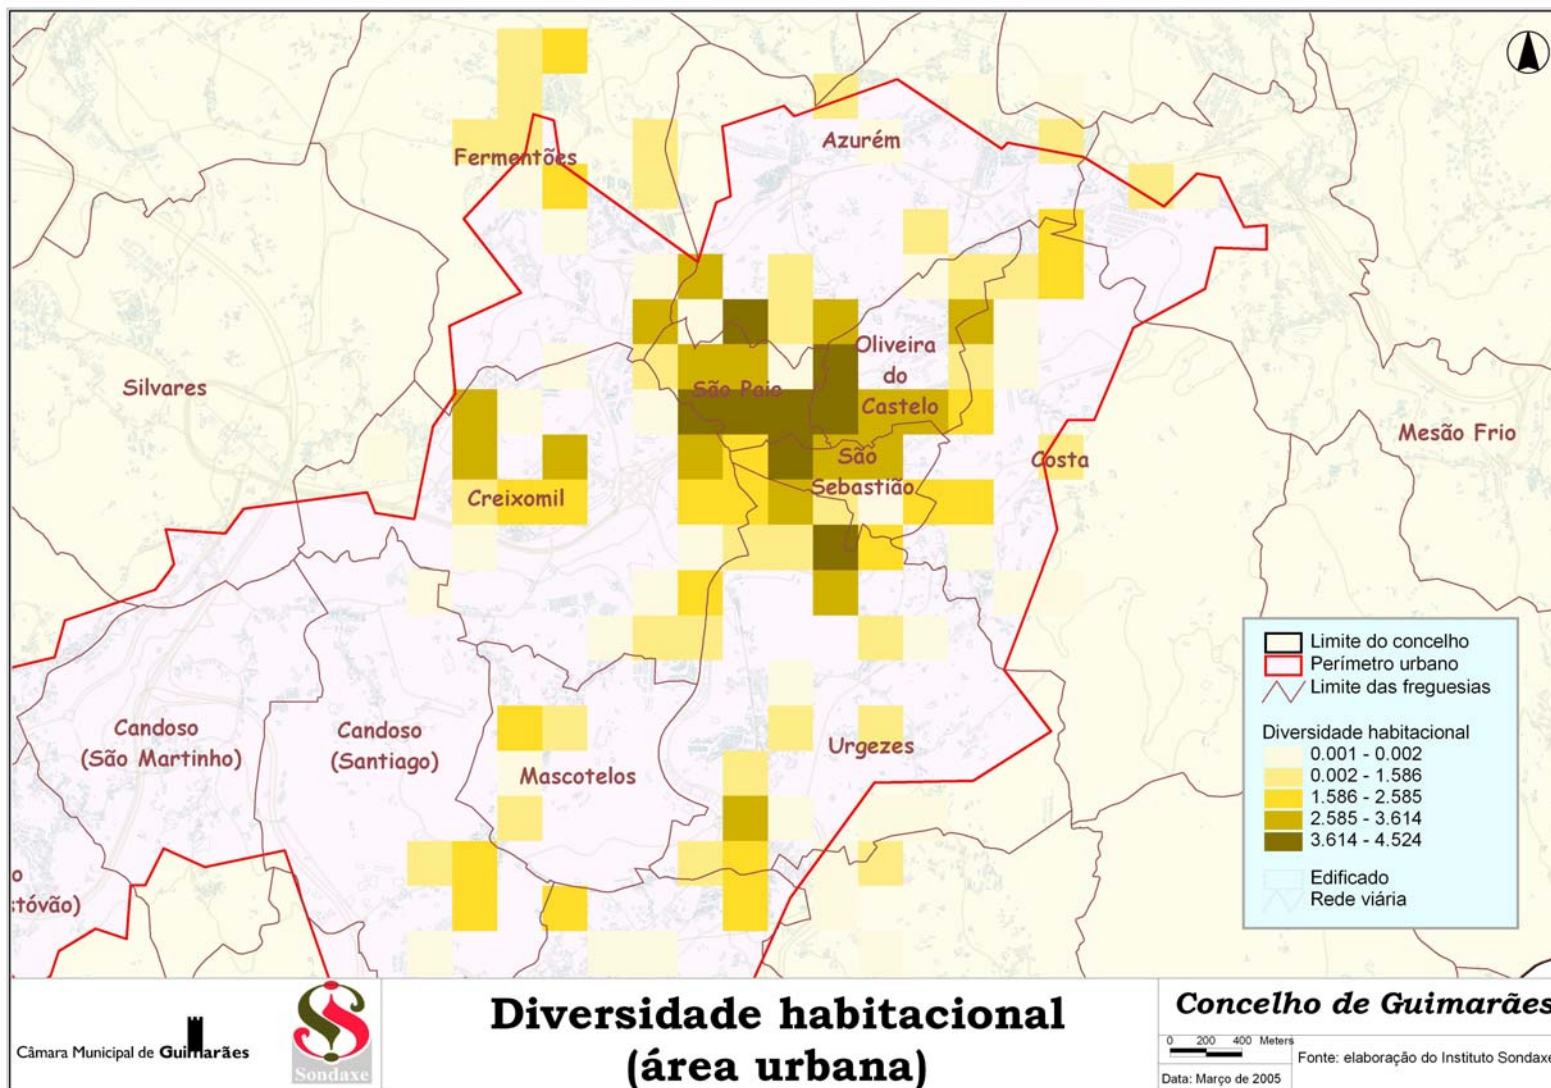 Azurém
Fermentões
Oliveira
do
Castelo
Silvares
São Paio
Mesão Frio
São
Sebastião
Costa
Creixomil
Limite do concelho
Perímetro urbano
Limite das freguesias
Diversidade habitacional
0.001 - 0.002
0.002 - 1.586
1.586 - 2.585
2.585 - 3.614
3.614 - 4.524
Edificado
Rede viária
Candoso
(São Martinho)
Candoso
(Santiago)
Mascotelos
Urgezes
o
tóvão)
Câmara Municipal de Guimarães
Sondaxe
Diversidade habitacional
(área urbana)
Concelho de Guimarães
0 200 400 Meters
Fonte: elaboração do Instituto Sondaxe
Data: Março de 2005